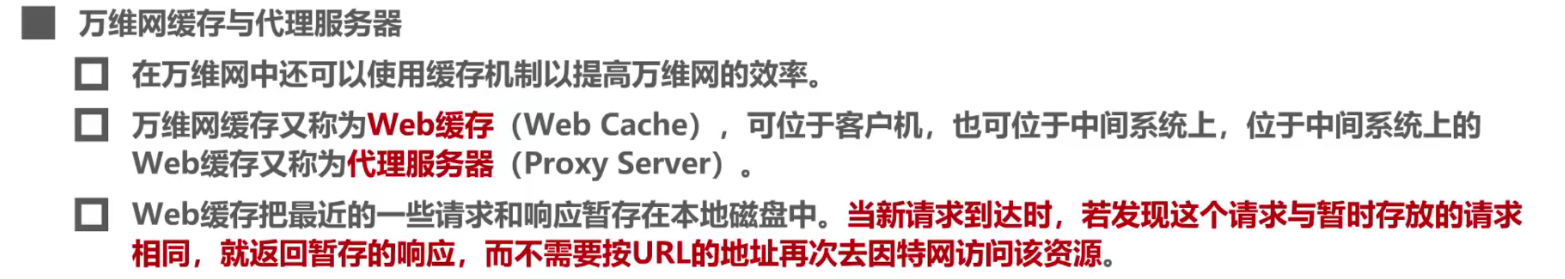 万维网缓存与代理服务器
在万维网中还可以使用缓存机制以提高万维网的效率。
万维网缓存又称为Web缓存（Web Cache），可位于客户机，也可位于中间系统上，位于中间系统上的
Web缓存又称为代理服务器（Proxy Server）。
Web缓存把最近的一些请求和响应暂存在本地磁盘中。当新请求到达时，若发现这个请求与暂时存放的请求
相同，就返回暂存的响应，而不需要按URL的地址再次去因特网访问该资源。